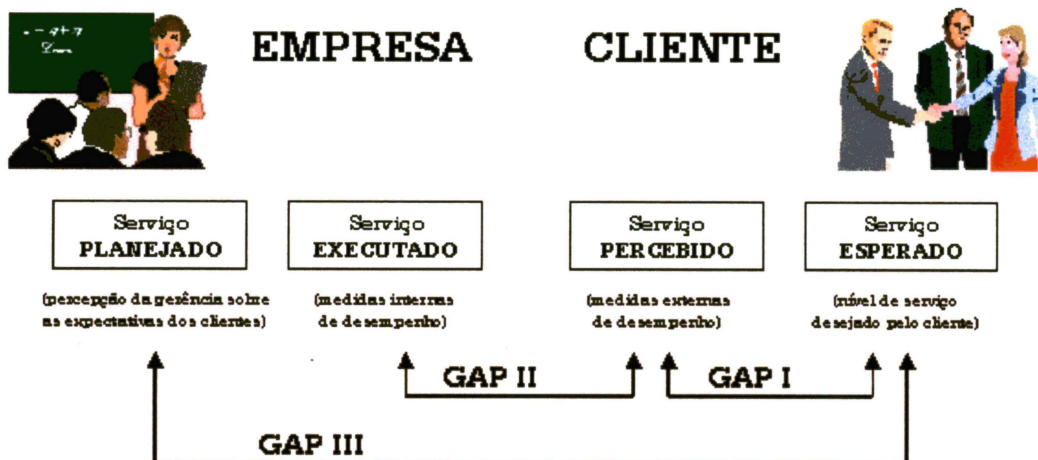 EMPRESA CLIENTE
Serviço
PLANEJADO
Serviço
EXECUTADO
Serviço
PERCEBIDO
Serviço
ESPERADO
(percepção da gerência sobre
as expectativas dos clientes)
(medidas internas
de desempenho)
(medidas externas
de desempenho)
(nível de serviço
desejado pelo cliente)
GAP II
GAP I
GAP III